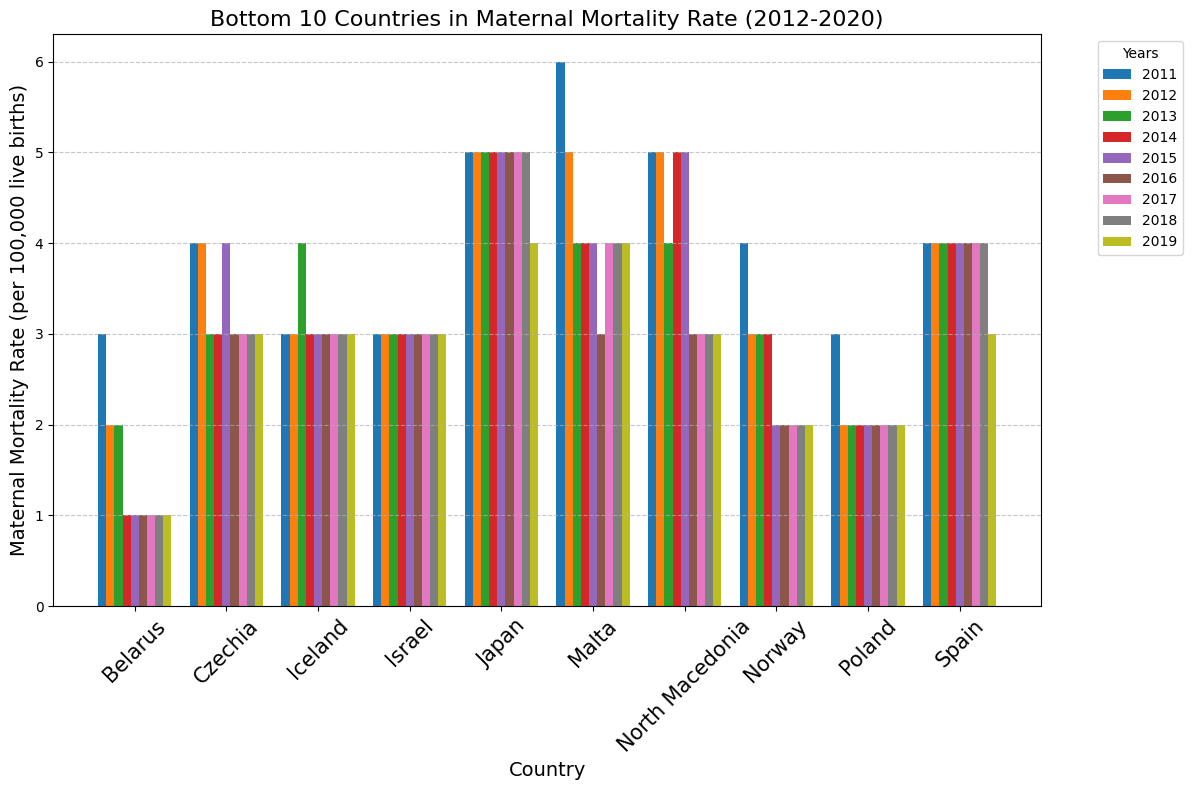 Bottom 10 Countries in Maternal Mortality Rate (2012-2020)
Maternal Mortality Rate (per 100,000 live births)
6
5
4
3
2
1
0
Belarus
Czechia
Iceland
Israel
Japan
Malta
North Macedonia
Norway
Poland
Spain
Country
Years
2011
2012
2013
2014
2015
2016
2017
2018
2019